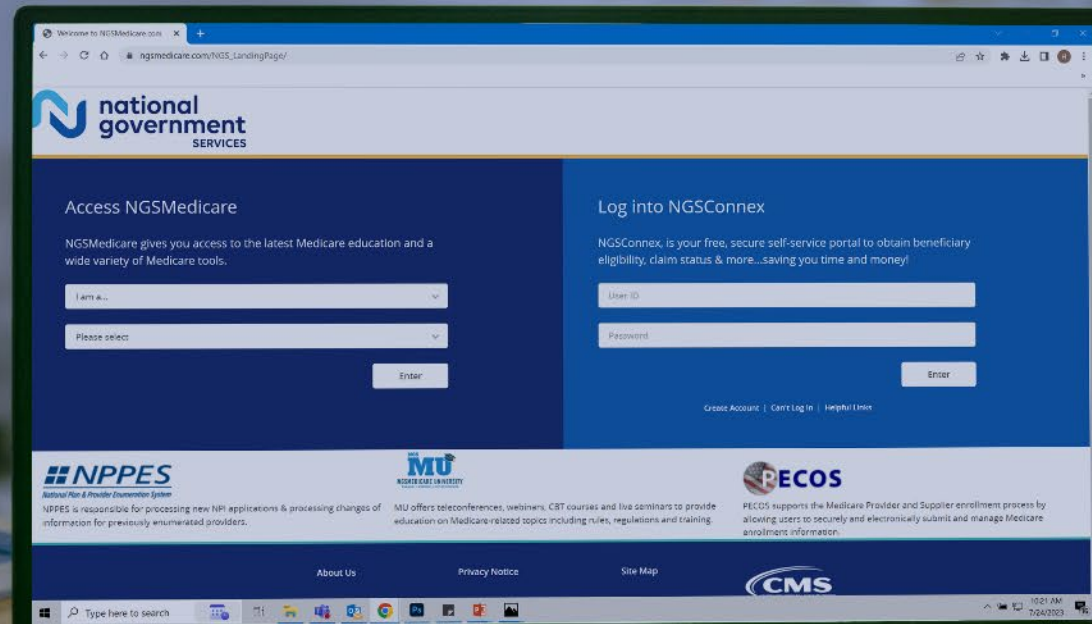 Welcome to NGSMedicare.com
ngsmedicare.com/NGS_LandingPage/
national
government
SERVICES
Access NGSMedicare
NGSMedicare gives you access to the latest Medicare education and a
wide variety of Medicare tools.
I am a...
Please select
Enter
Log into NGSConnex
NGSConnex, is your free, secure self-service portal to obtain beneficiary
eligibility, claim status & more...saving you time and money!
User ID
Password
Enter
Create Account | Can't Log In | Helpful Links
NPPES
National Plan & Provider Enumeration System
NPPES is responsible for processing new NPI applications & processing changes of
information for previously enumerated providers.
MU
MEDICARE UNIVERSITY
MU offers teleconferences, webinars, CBT courses and live seminars to provide
education on Medicare-related topics including rules, regulations and training.
PECOS
PECOS supports the Medicare Provider and Supplier enrollment process by
allowing users to securely and electronically submit and manage Medicare
enrollment information.
About Us
Privacy Notice
Site Map
CMS
Type here to search
10:21 AM
7/24/2023